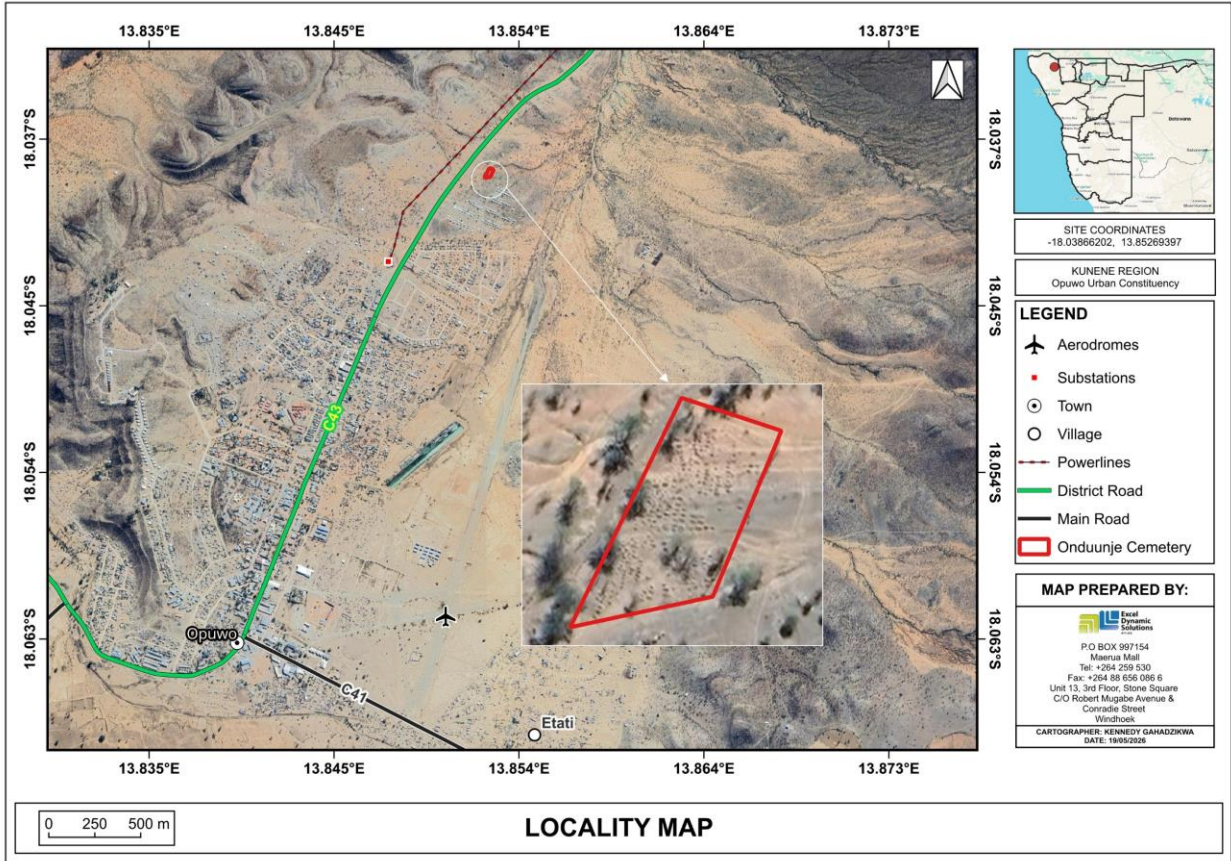 13.835°E 13.845°E 13.854°E 13.864°E 13.873°E
18.037°S 18.037°S
18.045°S 18.045°S
18.054°S 18.054°S
18.063°S 18.063°S
C43
Opuwo
C41
Etati
13.835°E 13.845°E 13.854°E 13.864°E 13.873°E
Botswana
SITE COORDINATES
-18.03866202, 13.85269397
KUNENE REGION
Opuwo Urban Constituency
LEGEND
Aerodromes
Substations
Town
Village
Powerlines
District Road
Main Road
Onduunje Cemetery
MAP PREPARED BY:
Excel
Dynamic
Solutions
P.O BOX 997154
Maerua Mall
Tel: +264 259 530
Fax: +264 88 656 086 6
Unit 13, 3rd Floor, Stone Square
C/O Robert Mugabe Avenue &
Conradie Street
Windhoek
CARTOGRAPHER: KENNEDY GAHADZIKWA
DATE: 19/05/2026
0 250 500 m
LOCALITY MAP